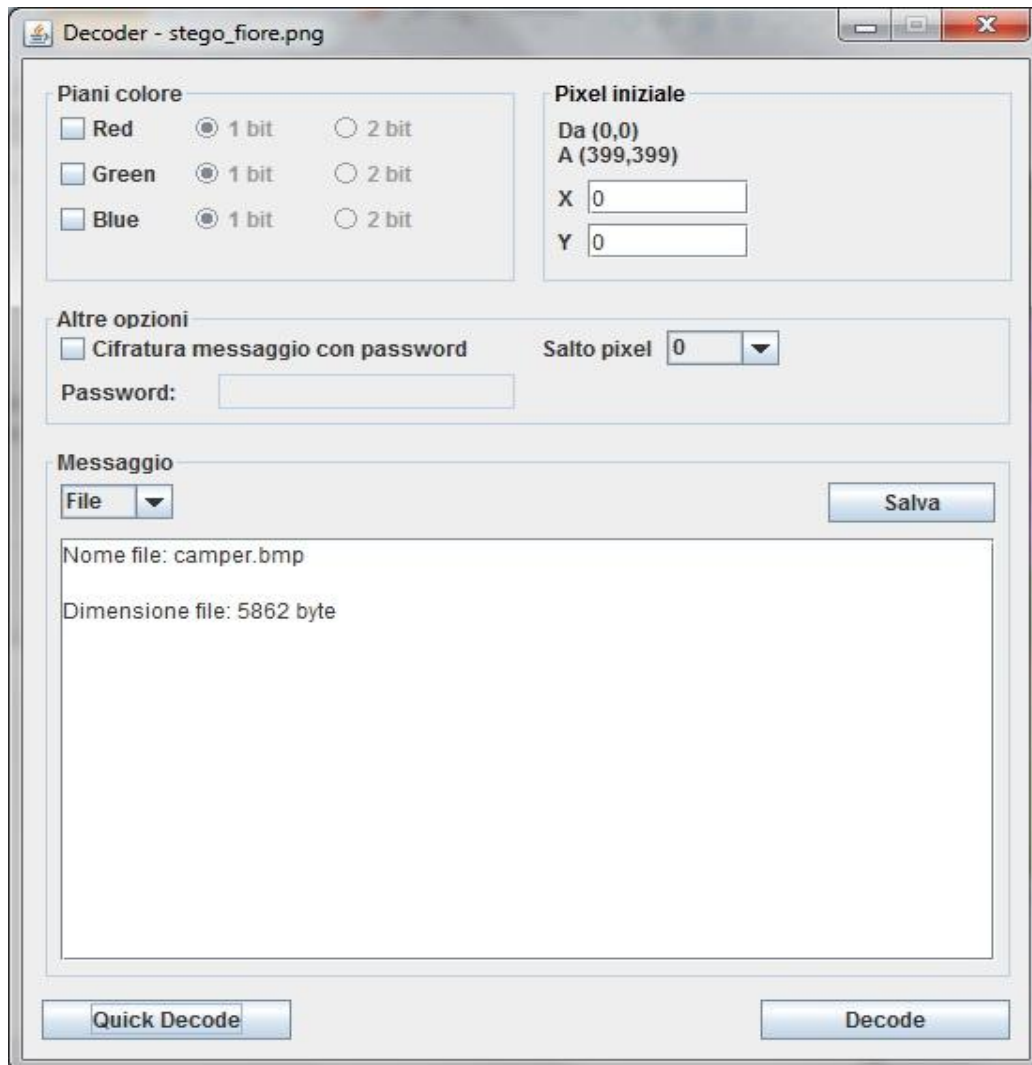 Decoder - stego_fiore.png
Piani colore
Red 1 bit 2 bit
Green 1 bit 2 bit
Blue 1 bit 2 bit
Pixel iniziale
Da (0,0)
A (399,399)
X 0
Y 0
Altre opzioni
Cifratura messaggio con password
Salto pixel 0
Password:
Messaggio
File
Salva
Nome file: camper.bmp
Dimensione file: 5862 byte
Quick Decode
Decode